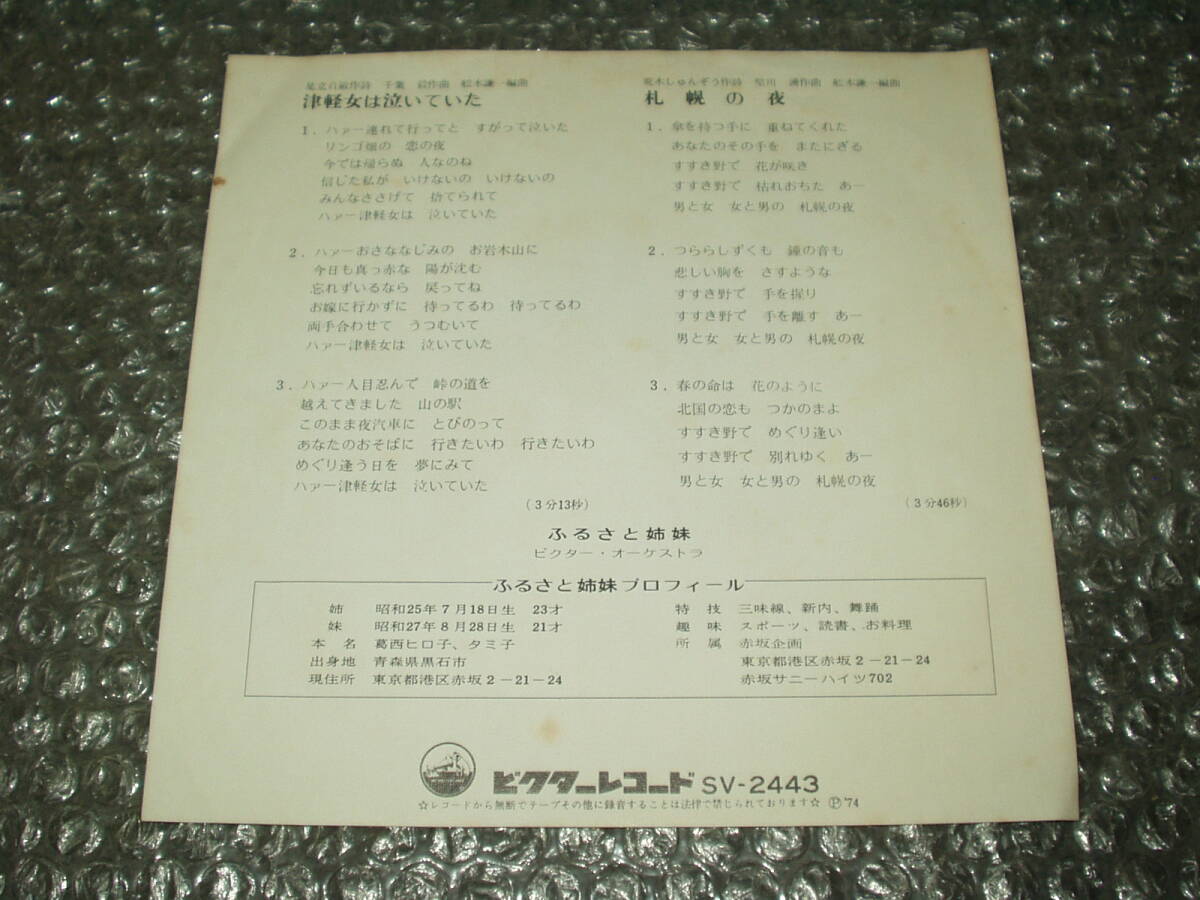 作詩 千葉 作曲 舩木謙一編曲
津軽女は泣いていた
1．ハァー連れて行ってと すがって泣いた
リンゴ畑の 恋の夜
今では帰らぬ 人なのね
信じた私が いけないの いけないの
みんなささげて 捨てられて
ハァー津軽女は 泣いていた
2．ハァーおさななじみの お岩木山に
今日も真っ赤な 陽が沈む
忘れずいるなら 戻ってね
お嫁に行かずに 待ってるわ 待ってるわ
両手合わせて うつむいて
ハァー津軽女は 泣いていた
3．ハァー人目忍んで 峠の道を
越えてきました 山の駅
このまま夜汽車に とびのって
あなたのおそばに 行きたいわ 行きたいわ
めぐり逢う日を 夢にみて
ハァー津軽女は 泣いていた
（3分13秒）
荒木しゅんぞう作詩 作曲 舩木謙一編曲
札幌の夜
1．傘を持つ手に 重ねてくれた
あなたのその手を またにぎる
すすき野で 花が咲き
すすき野で 枯れおちた あー
男と女 女と男の 札幌の夜
2．つららしずくも 鐘の音も
悲しい胸を さすような
すすき野で 手を握り
すすき野で 手を離す あー
男と女 女と男の 札幌の夜
3．春の命は 花のように
北国の恋も つかのまよ
すすき野で めぐり逢い
すすき野で 別れゆく あー
男と女 女と男の 札幌の夜
（3分46秒）
ふるさと姉妹
ビクター・オーケストラ
ふるさと姉妹プロフィール
姉 昭和25年7月18日生 23才
妹 昭和27年8月28日生 21才
本名 葛西ヒロ子、タミ子
出身地 青森県黒石市
現住所 東京都港区赤坂2－21－24
特技 三味線、新内、舞踊
趣味 スポーツ、読書、お料理
所属 赤坂企画
東京都港区赤坂2－21－24
赤坂サニーハイツ702
ビクターレコード SV-2443
☆レコードから無断でテープその他に録音することは法律で禁じられております☆ Ⓟ'74